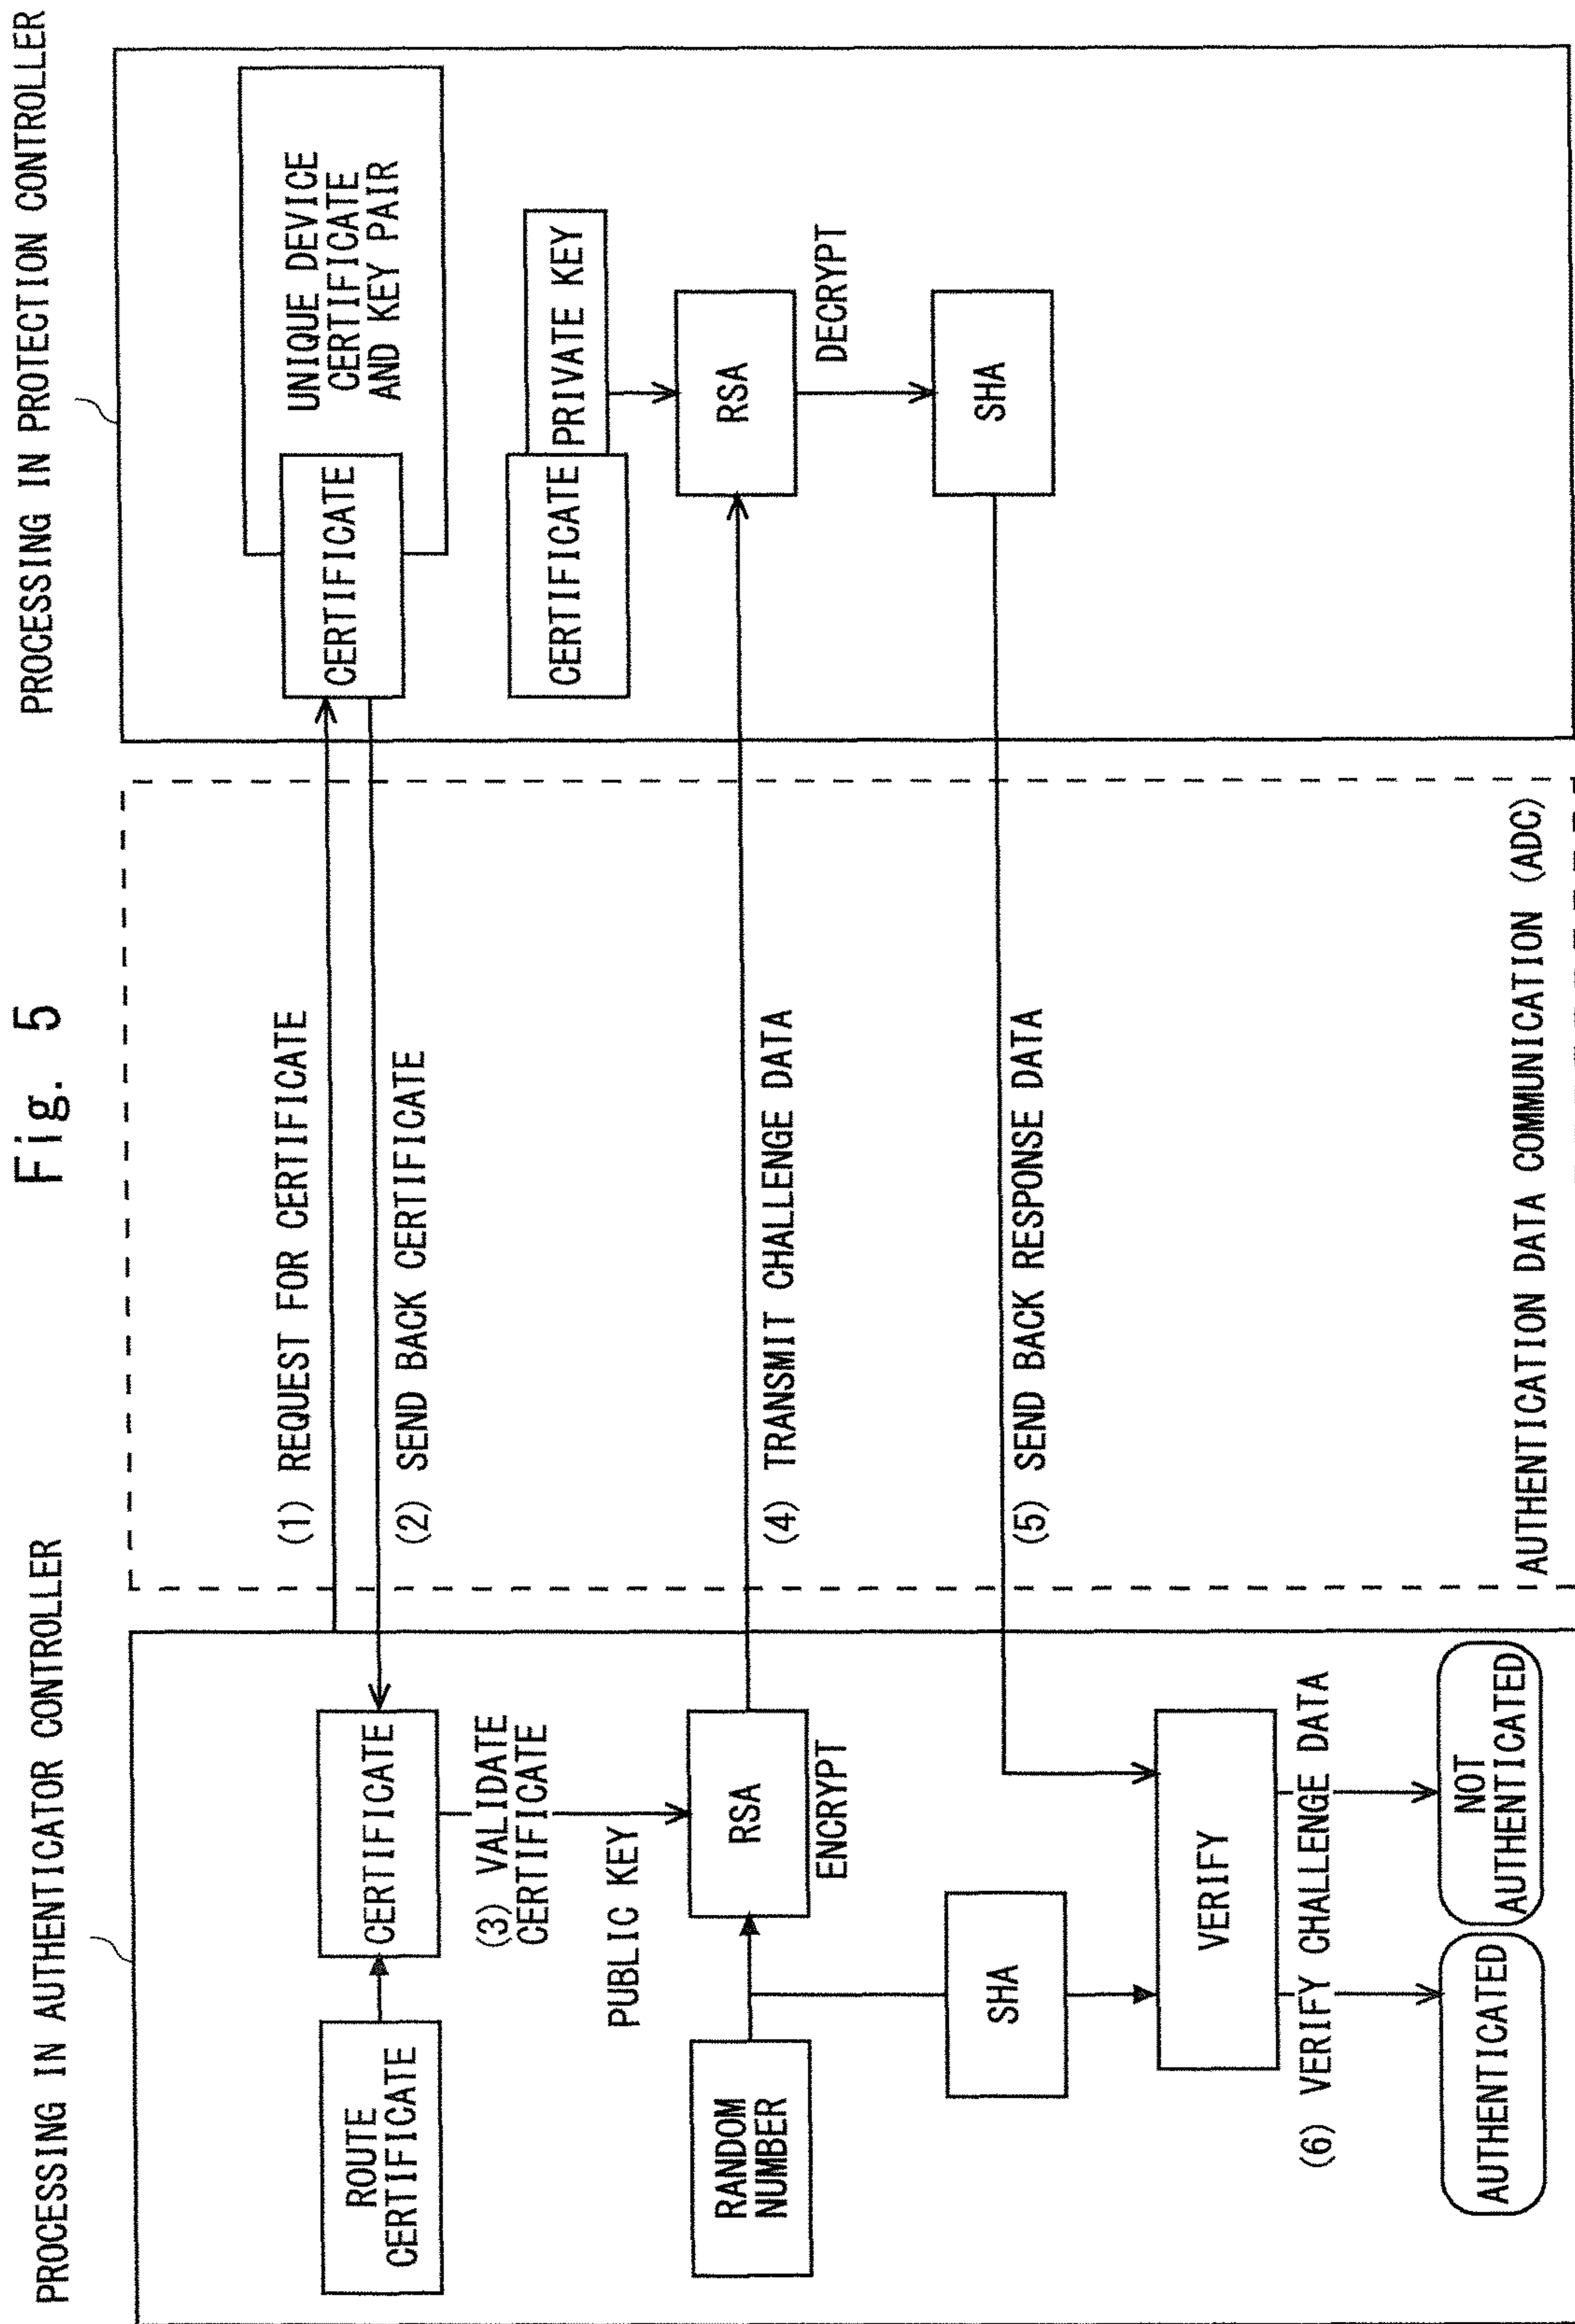 Fig. 5
PROCESSING IN AUTHENTICATOR CONTROLLER
PROCESSING IN PROTECTION CONTROLLER
(1) REQUEST FOR CERTIFICATE
UNIQUE DEVICE
CERTIFICATE
AND KEY PAIR
CERTIFICATE
ROUTE
CERTIFICATE
CERTIFICATE
(2) SEND BACK CERTIFICATE
(3) VALIDATE
CERTIFICATE
CERTIFICATE
PRIVATE KEY
PUBLIC KEY
RANDOM
NUMBER
RSA
ENCRYPT
(4) TRANSMIT CHALLENGE DATA
RSA
DECRYPT
SHA
(5) SEND BACK RESPONSE DATA
SHA
VERIFY
(6) VERIFY CHALLENGE DATA
AUTHENTICATED
NOT
AUTHENTICATED
AUTHENTICATION DATA COMMUNICATION (ADC)